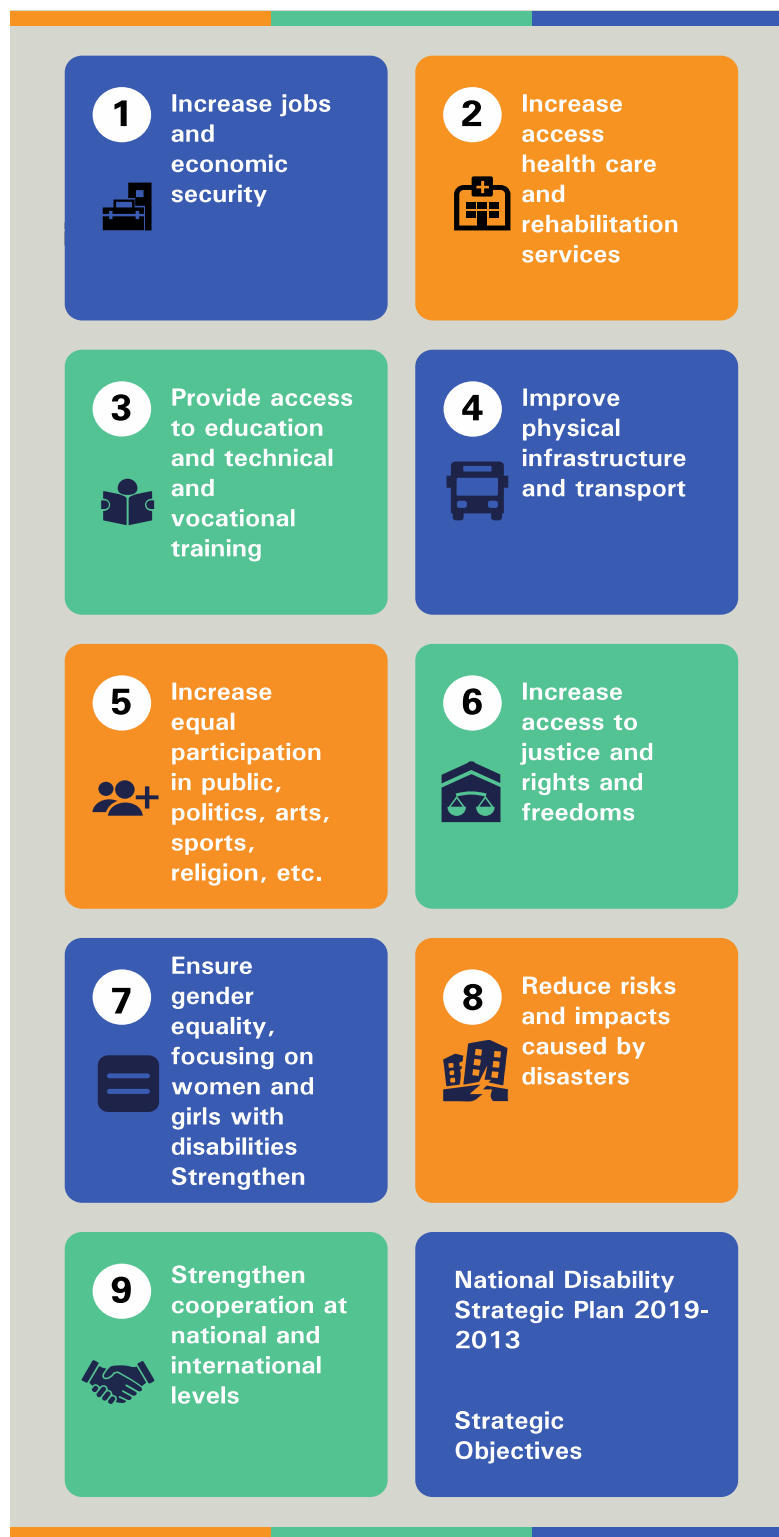 1
Increase jobs
and
economic
security
2
Increase
access
health care
and
rehabilitation
services
3
Provide access
to education
and technical
and
vocational
training
4
Improve
physical
infrastructure
and transport
5
Increase
equal
participation
in public,
politics, arts,
sports,
religion, etc.
6
Increase
access to
justice and
rights and
freedoms
7
Ensure
gender
equality,
focusing on
women and
girls with
disabilities
Strengthen
8
Reduce risks
and impacts
caused by
disasters
9
Strengthen
cooperation at
national and
international
levels
National Disability
Strategic Plan 2019-
2013
Strategic
Objectives